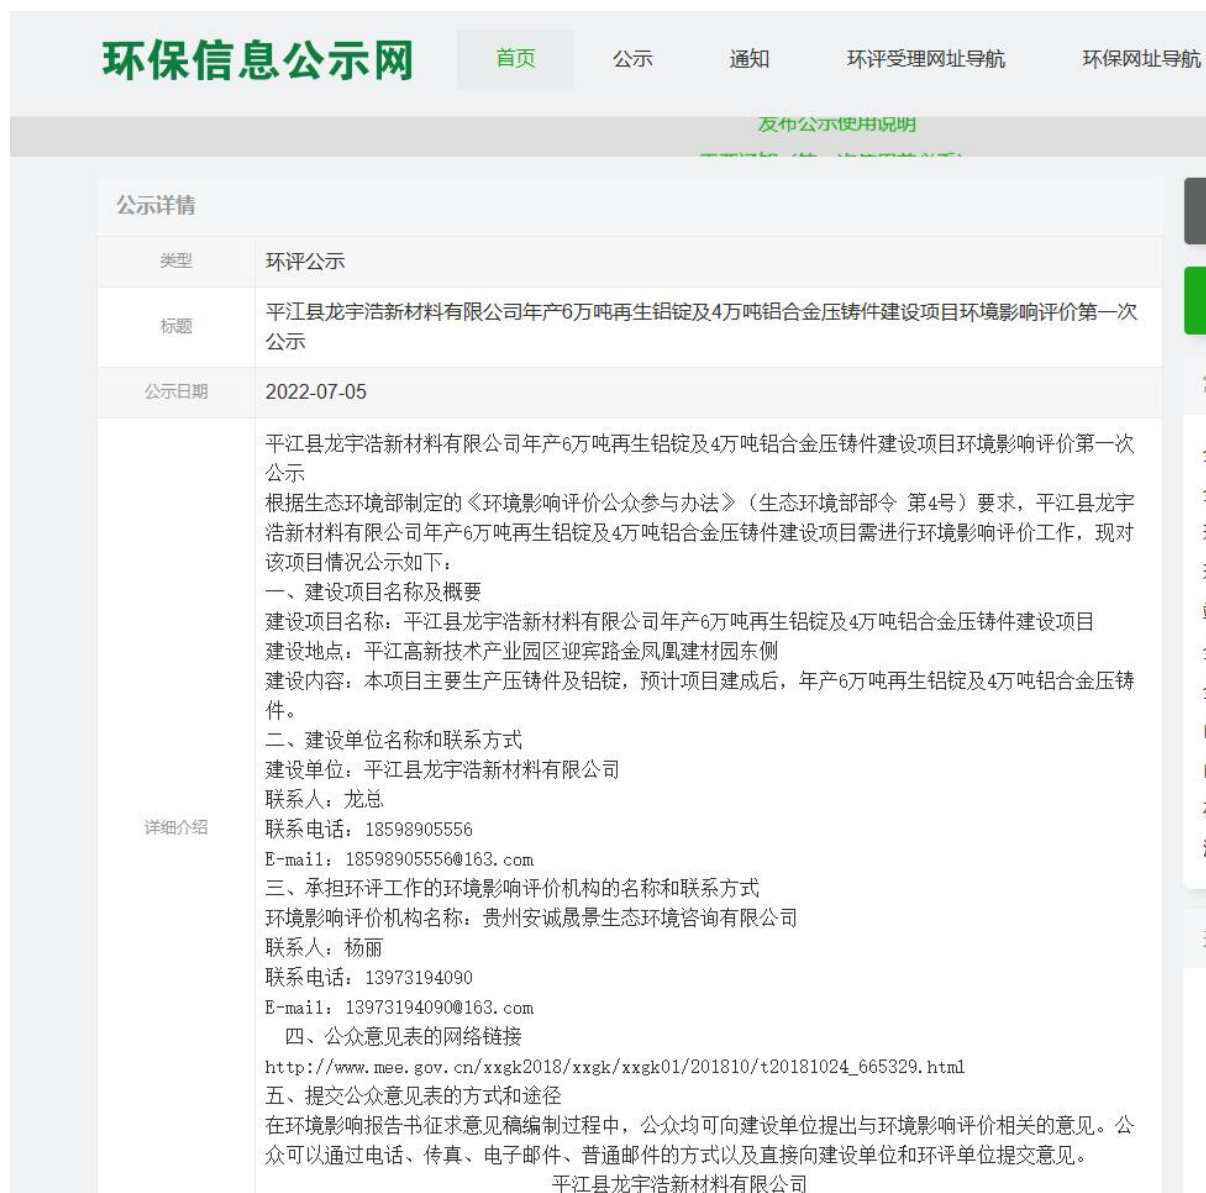 环保信息公示网
首页 公示 通知 环评受理网址导航 环保网址导航
发布公示使用说明
公示详情
类型 环评公示
标题 平江县龙宇浩新材料有限公司年产6万吨再生铝锭及4万吨铝合金压铸件建设项目环境影响评价第一次
公示
公示日期 2022-07-05
平江县龙宇浩新材料有限公司年产6万吨再生铝锭及4万吨铝合金压铸件建设项目环境影响评价第一次
公示
根据生态环境部制定的《环境影响评价公众参与办法》（生态环境部部令 第4号）要求，平江县龙宇
浩新材料有限公司年产6万吨再生铝锭及4万吨铝合金压铸件建设项目需进行环境影响评价工作，现对
该项目情况公示如下：
一、建设项目名称及概要
建设项目名称：平江县龙宇浩新材料有限公司年产6万吨再生铝锭及4万吨铝合金压铸件建设项目
建设地点：平江高新技术产业园区迎宾路金凤凰建材园东侧
建设内容：本项目主要生产压铸件及铝锭，预计项目建成后，年产6万吨再生铝锭及4万吨铝合金压铸
件。
二、建设单位名称和联系方式
建设单位：平江县龙宇浩新材料有限公司
联系人：龙总
详细介绍 联系电话：18598905556
E-mail：18598905556@163.com
三、承担环评工作的环境影响评价机构的名称和联系方式
环境影响评价机构名称：贵州安诚晟景生态环境咨询有限公司
联系人：杨丽
联系电话：13973194090
E-mail：13973194090@163.com
四、公众意见表的网络链接
http://www.mee.gov.cn/xxgk2018/xxgk/xxgk01/201810/t20181024_665329.html
五、提交公众意见表的方式和途径
在环境影响报告书征求意见稿编制过程中，公众均可向建设单位提出与环境影响评价相关的意见。公
众可以通过电话、传真、电子邮件、普通邮件的方式以及直接向建设单位和环评单位提交意见。
平江县龙宇浩新材料有限公司